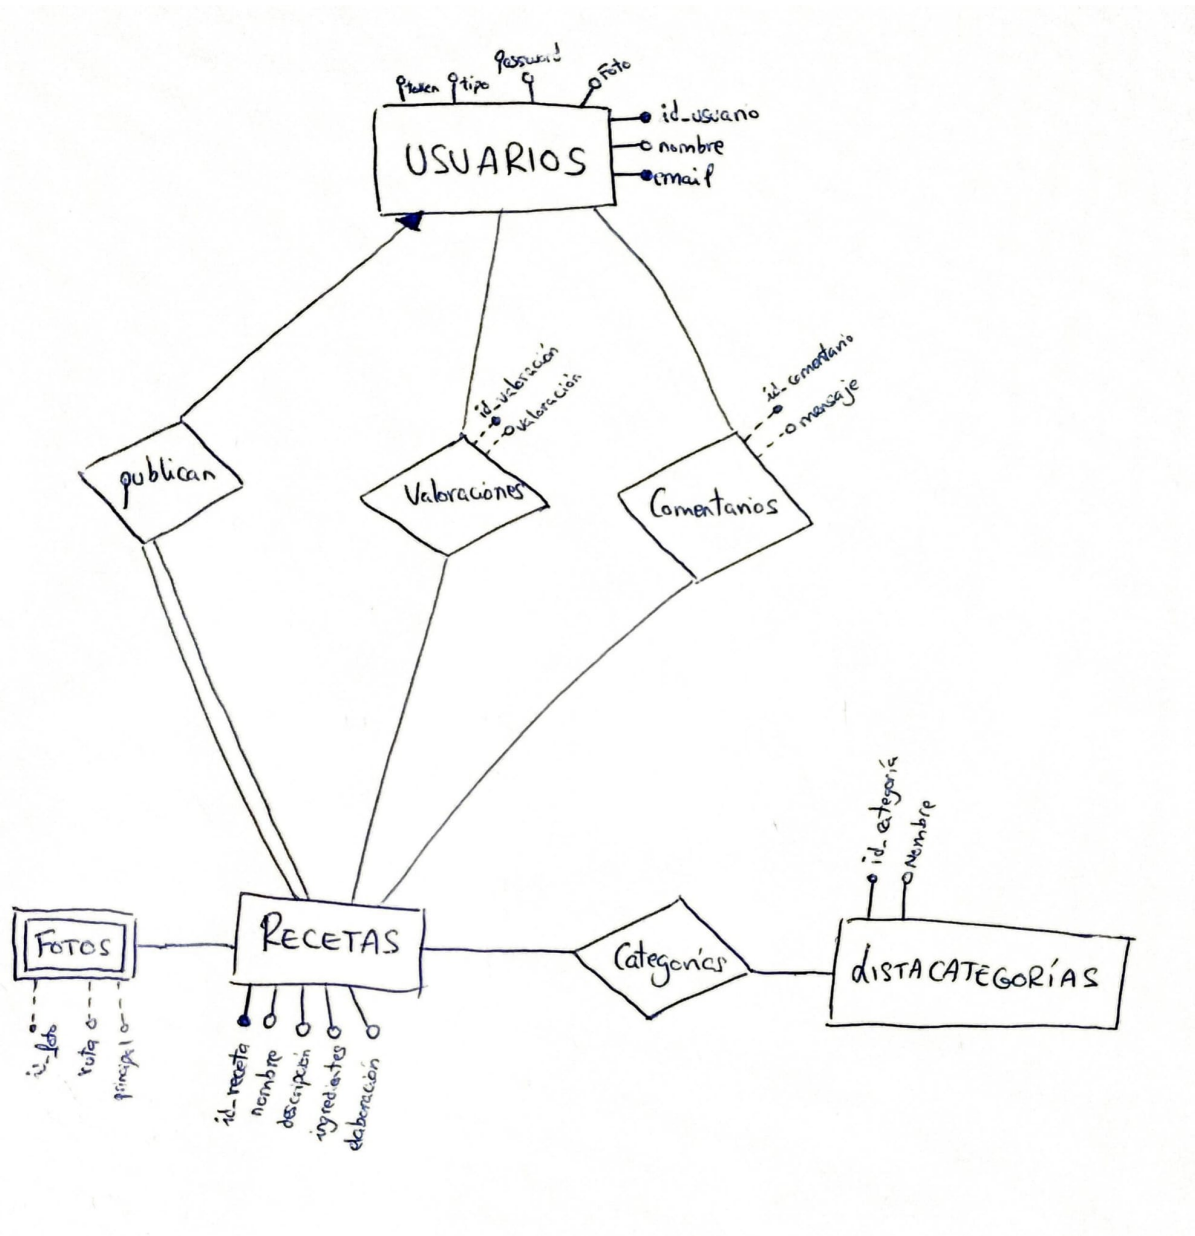 token
tipo
Password
Foto
id_usuario
nombre
email
USUARIOS
publican
id_valoración
valoración
Valoraciones
id_comentario
mensaje
Comentarios
id_categoría
Nombre
FOTOS
RECETAS
Categorías
LISTACATEGORÍAS
id_foto
ruta
principal
id_receta
nombre
descripción
ingredientes
elaboración